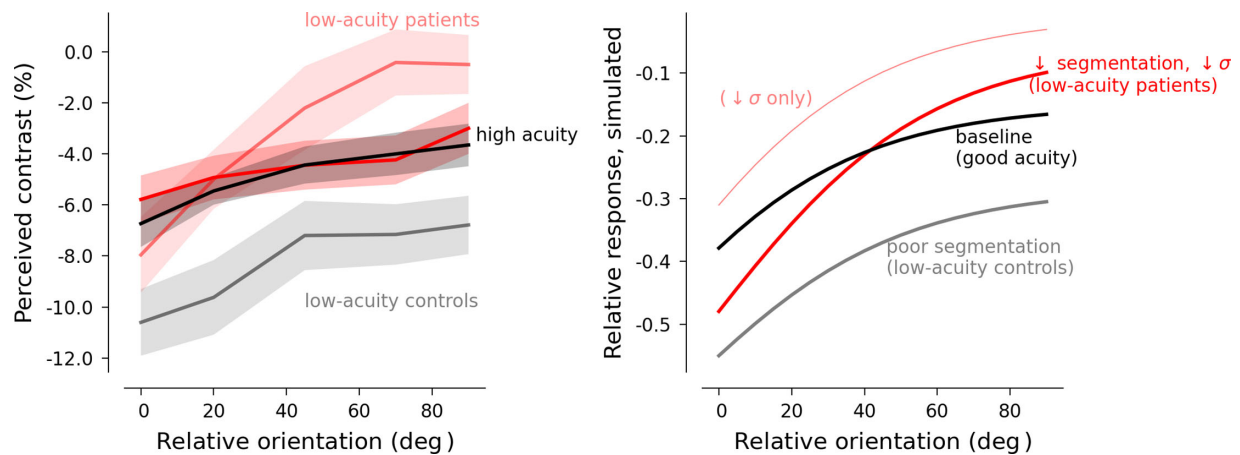 low-acuity patients
0.0
-2.0
-4.0
-6.0
-8.0
-10.0
-12.0
Perceived contrast (%)
high acuity
low-acuity controls
0 20 40 60 80
Relative orientation (deg)
-0.1
-0.2
-0.3
-0.4
-0.5
Relative response, simulated
↓ segmentation, ↓σ
(low-acuity patients)
(↓σ only)
baseline
(good acuity)
poor segmentation
(low-acuity controls)
0 20 40 60 80
Relative orientation (deg)